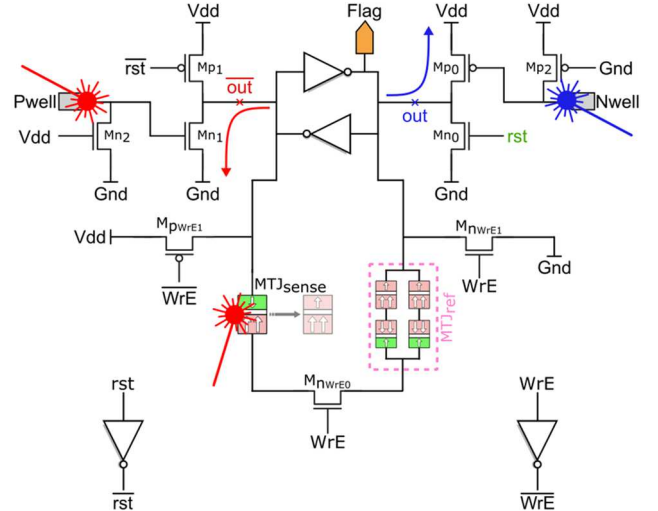 Vdd
Flag
Vdd
Vdd
rst
Mp1
out
Mp0
Mp2
Gnd
Pwell
Nwell
Vdd
Mn2
Mn1
out
Mn0
rst
Gnd
Gnd
Gnd
Vdd
MpWrE1
MnWrE1
WrE
WrE
Gnd
MTJsense
MTJref
MnWrE0
WrE
rst
WrE
rst
WrE